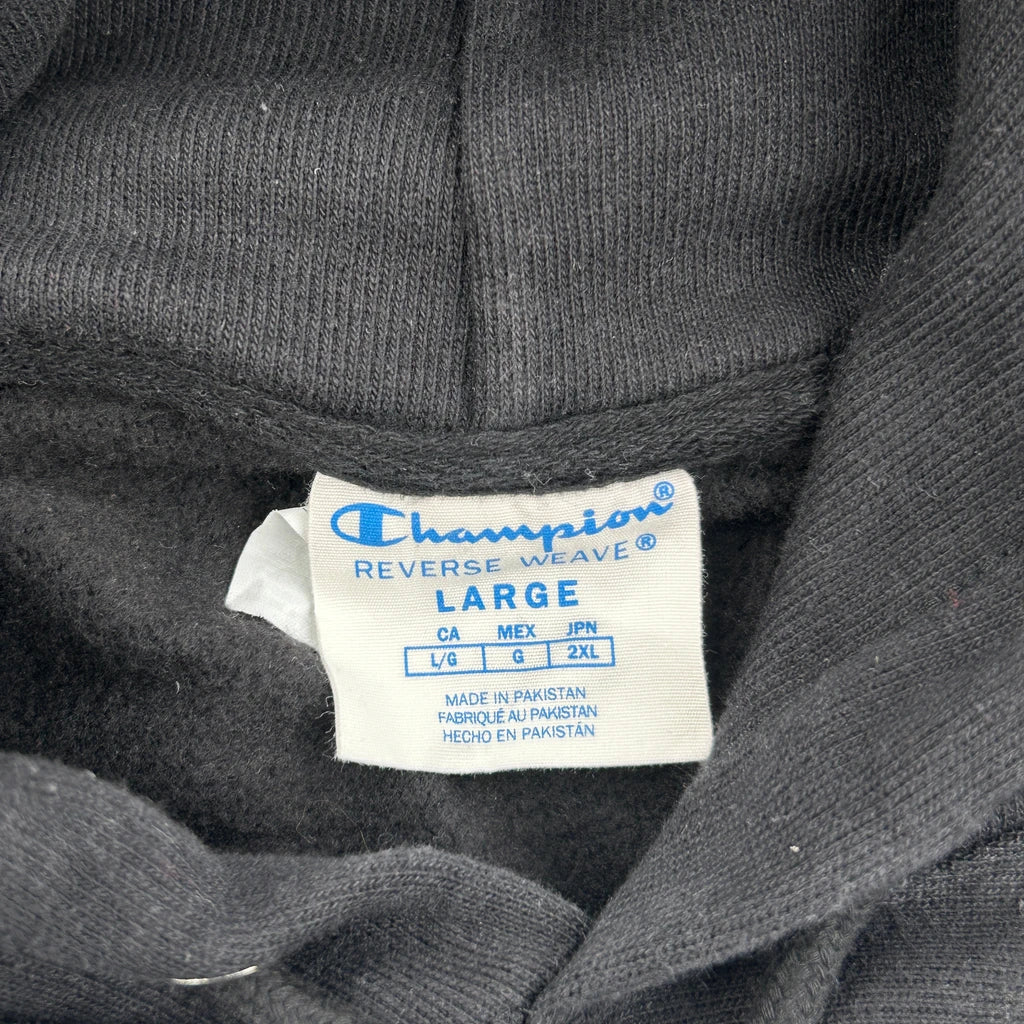 Champion®
REVERSE WEAVE®
LARGE
CA MEX JPN
L/G G 2XL
MADE IN PAKISTAN
FABRIQUÉ AU PAKISTAN
HECHO EN PAKISTÁN